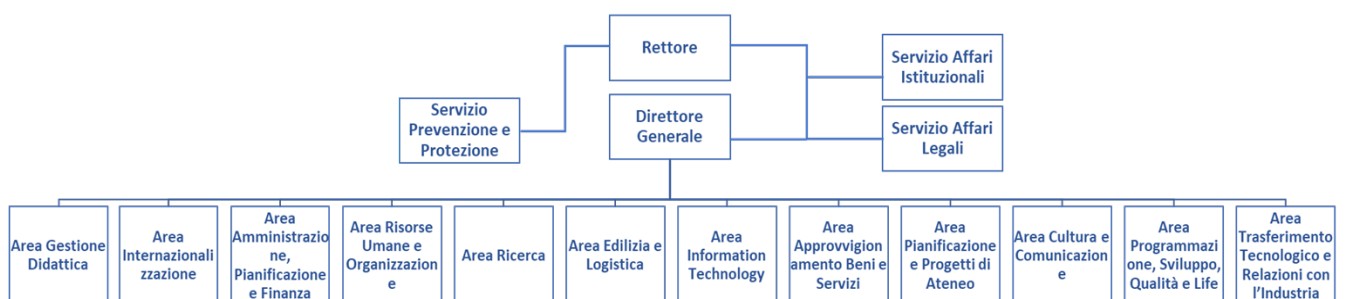 Rettore
Servizio Affari
Istituzionali
Servizio
Prevenzione e
Protezione
Direttore
Generale
Servizio Affari
Legali
Area Gestione
Didattica
Area
Internazionali
zzazione
Area
Amministrazio
ne,
Pianificazione
e Finanza
Area Risorse
Umane e
Organizzazion
e
Area Ricerca
Area Edilizia e
Logistica
Area
Information
Technology
Area
Approvvigion
amento Beni e
Servizi
Area
Pianificazione
e Progetti di
Ateneo
Area Cultura e
Comunicazion
e
Area
Programmazi
one, Sviluppo,
Qualità e Life
Area
Trasferimento
Tecnologico e
Relazioni con
l’Industria